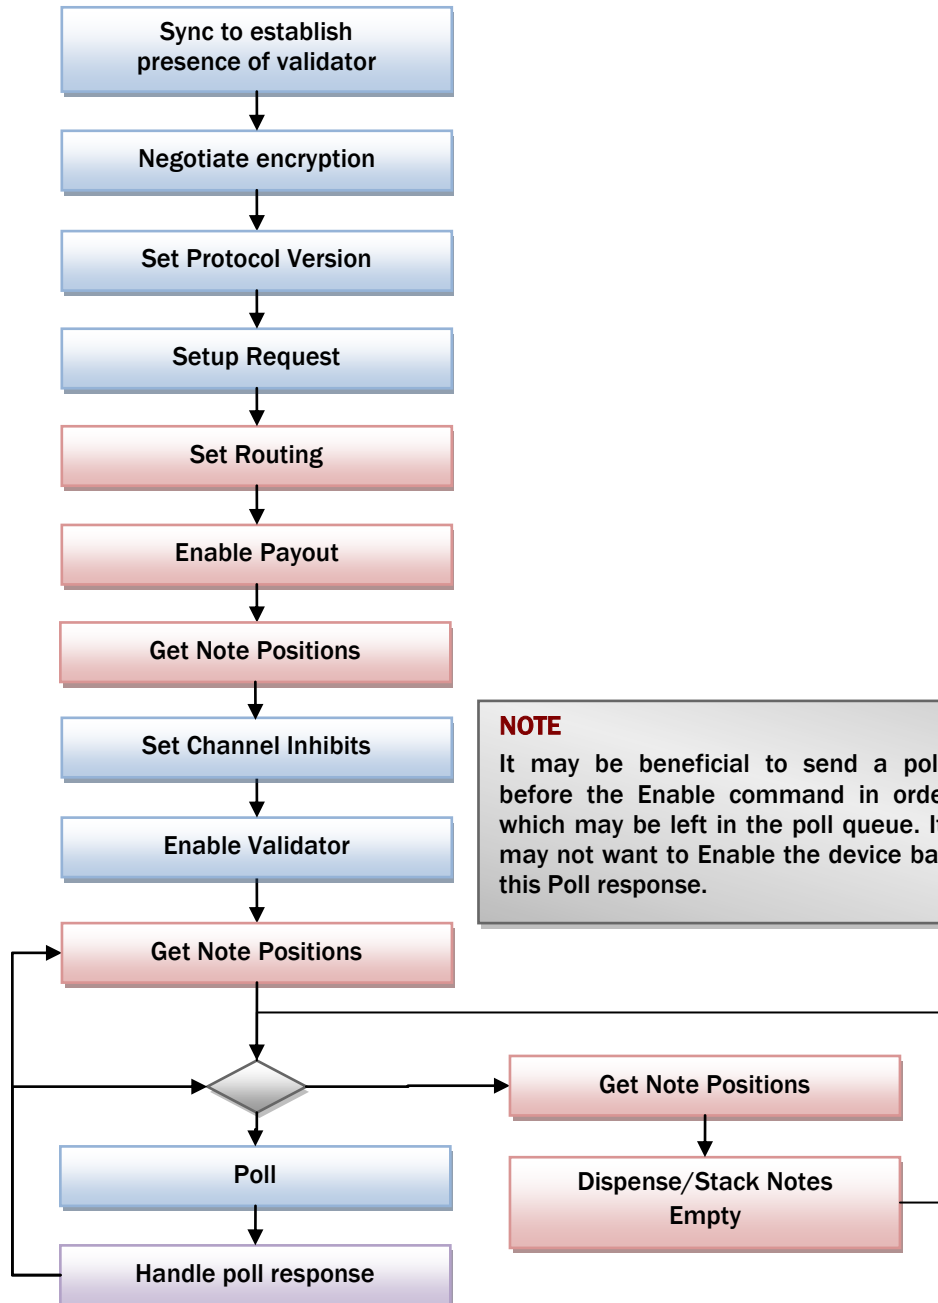 Sync to establish
presence of validator
Negotiate encryption
Set Protocol Version
Setup Request
Set Routing
Enable Payout
Get Note Positions
Set Channel Inhibits
Enable Validator
NOTE
It may be beneficial to send a poll
before the Enable command in orde
which may be left in the poll queue. It
may not want to Enable the device ba
this Poll response.
Get Note Positions
Get Note Positions
Poll
Dispense/Stack Notes
Empty
Handle poll response